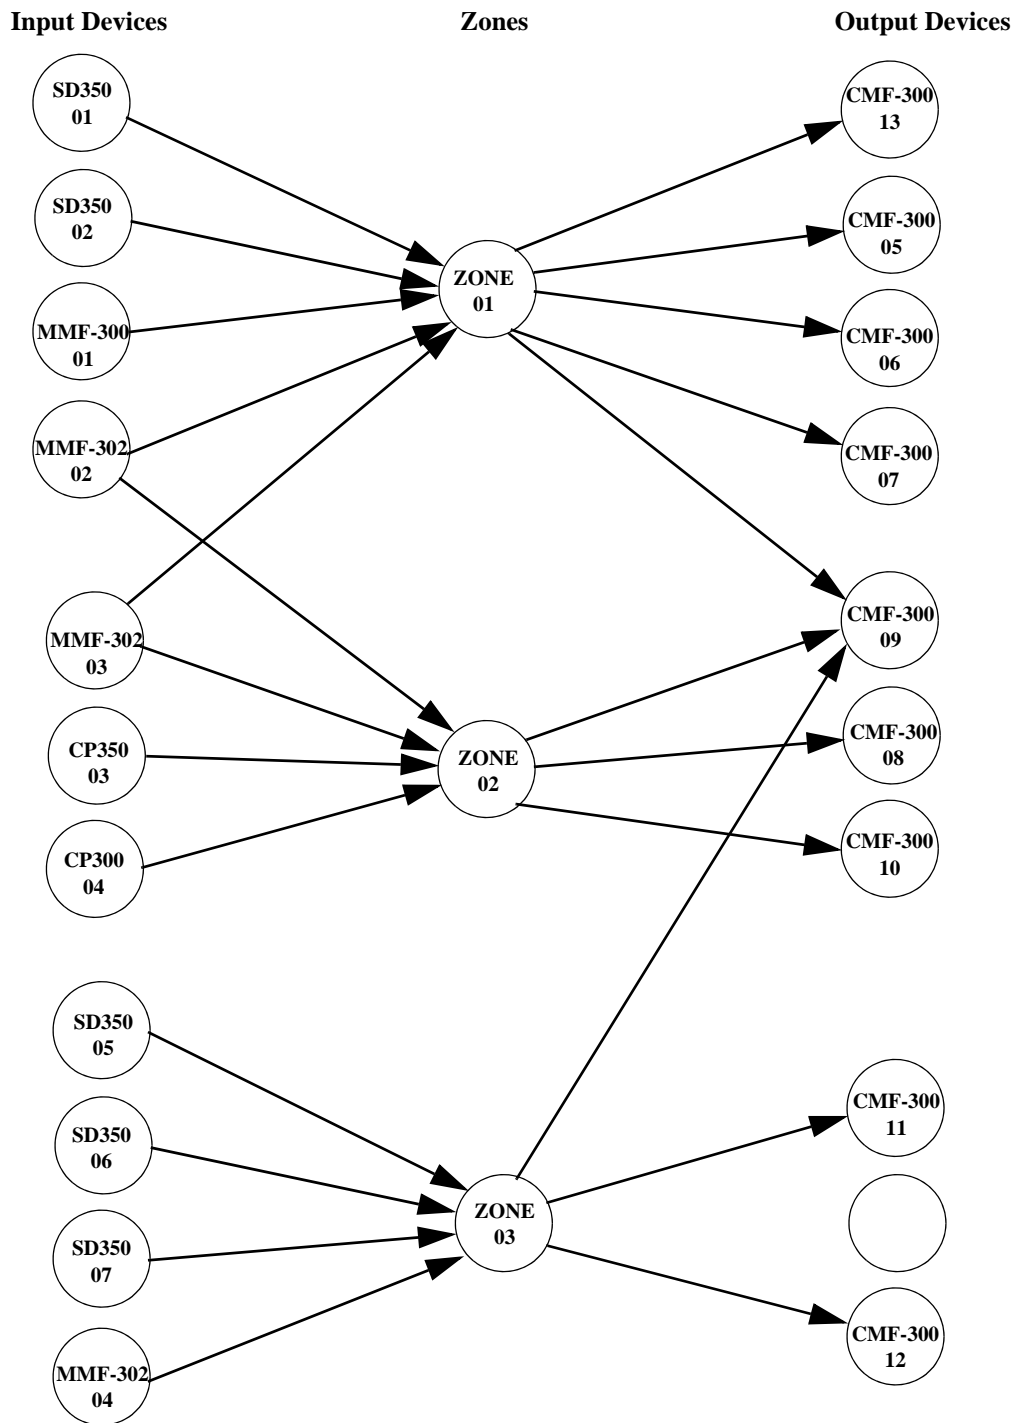 Input Devices
Zones
Output Devices
SD350
01
SD350
02
MMF-300
01
MMF-302
02
MMF-302
03
CP350
03
CP300
04
SD350
05
SD350
06
SD350
07
MMF-302
04
ZONE
01
ZONE
02
ZONE
03
CMF-300
13
CMF-300
05
CMF-300
06
CMF-300
07
CMF-300
09
CMF-300
08
CMF-300
10
CMF-300
11
CMF-300
12